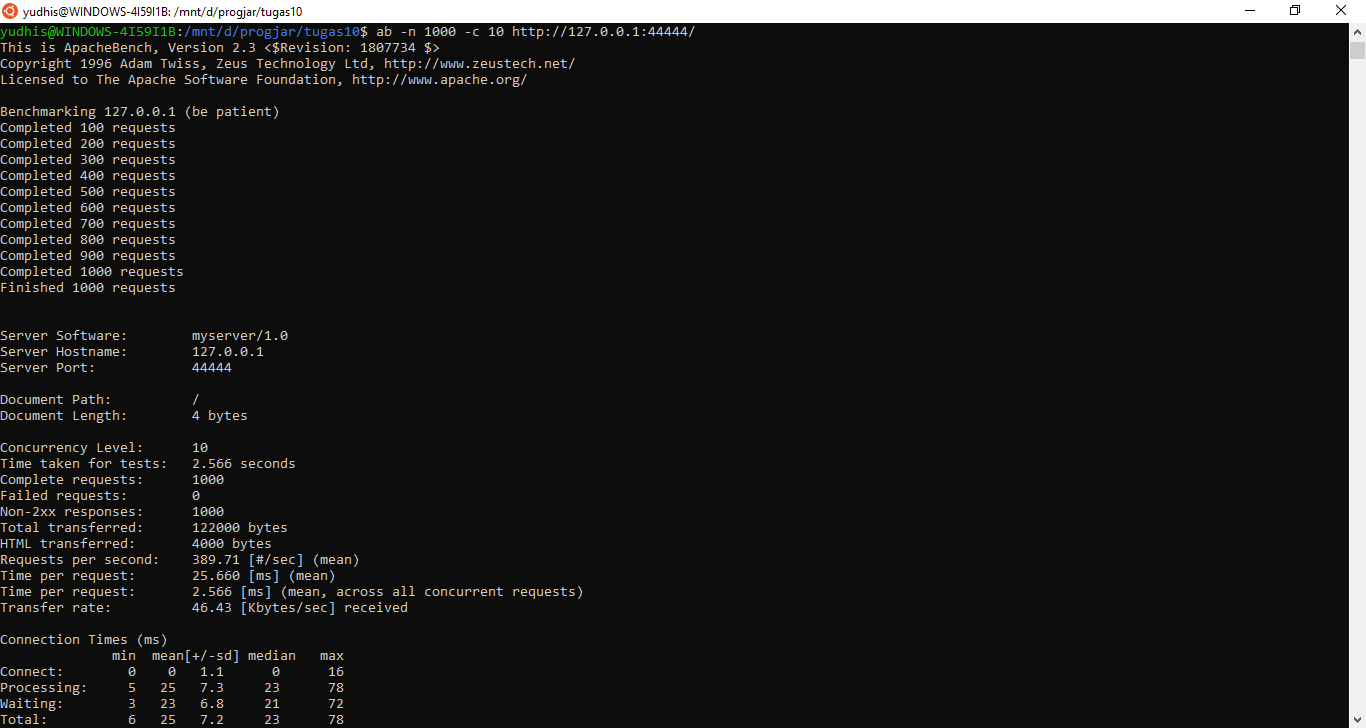 yudhis@WINDOWS-4I59I1B: /mnt/d/progjar/tugas10
yudhis@WINDOWS-4I59I1B:/mnt/d/progjar/tugas10$ ab -n 1000 -c 10 http://127.0.0.1:44444/
This is ApacheBench, Version 2.3 <$Revision: 1807734 $>
Copyright 1996 Adam Twiss, Zeus Technology Ltd, http://www.zeustech.net/
Licensed to The Apache Software Foundation, http://www.apache.org/

Benchmarking 127.0.0.1 (be patient)
Completed 100 requests
Completed 200 requests
Completed 300 requests
Completed 400 requests
Completed 500 requests
Completed 600 requests
Completed 700 requests
Completed 800 requests
Completed 900 requests
Completed 1000 requests
Finished 1000 requests


Server Software:        myserver/1.0
Server Hostname:        127.0.0.1
Server Port:            44444

Document Path:          /
Document Length:        4 bytes

Concurrency Level:      10
Time taken for tests:   2.566 seconds
Complete requests:      1000
Failed requests:        0
Non-2xx responses:      1000
Total transferred:      122000 bytes
HTML transferred:       4000 bytes
Requests per second:    389.71 [#/sec] (mean)
Time per request:       25.660 [ms] (mean)
Time per request:       2.566 [ms] (mean, across all concurrent requests)
Transfer rate:          46.43 [Kbytes/sec] received

Connection Times (ms)
              min  mean[+/-sd] median   max
Connect:        0    0   1.1      0      16
Processing:     5   25   7.3     23      78
Waiting:        3   23   6.8     21      72
Total:          6   25   7.2     23      78